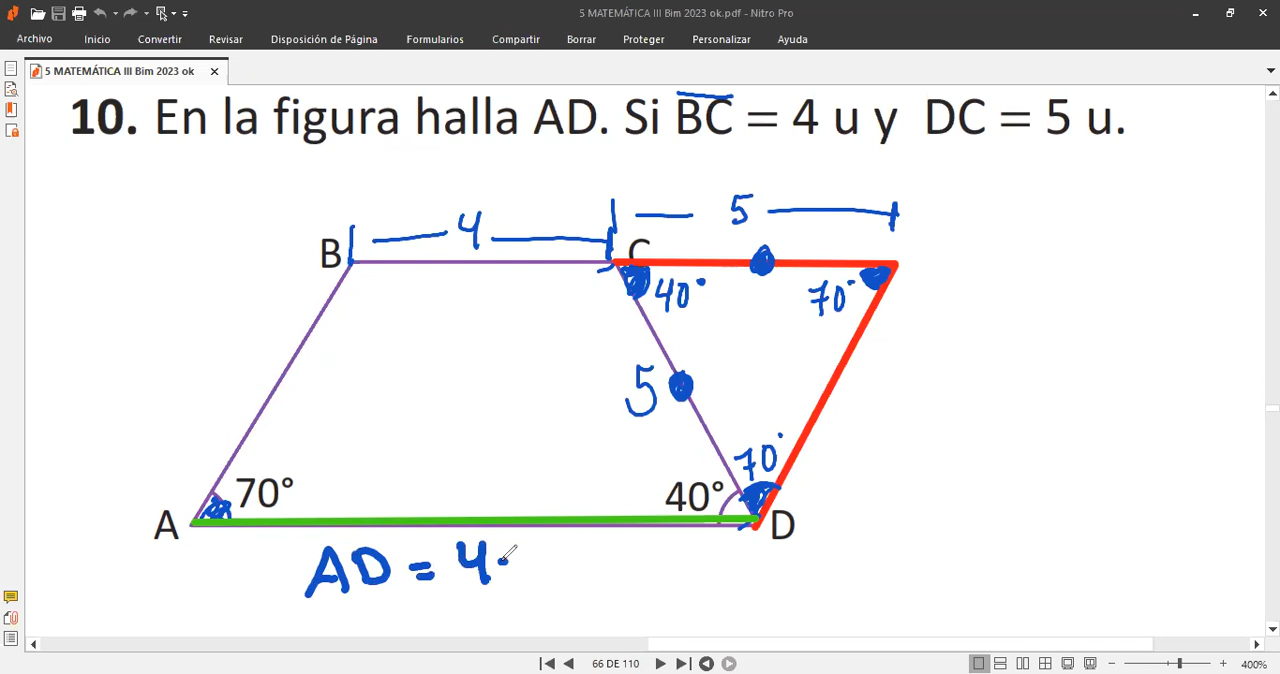 5 MATEMÁTICA III Bim 2023 ok.pdf - Nitro Pro
Archivo Inicio Convertir Revisar Disposición de Página Formularios Compartir Borrar Proteger Personalizar Ayuda
5 MATEMÁTICA III Bim 2023 ok
10. En la figura halla AD. Si BC = 4 u y DC = 5 u.
5
4
B
C
40°
70°
5
70°
70°
40°
A
D
AD = 4
66 DE 110
400%